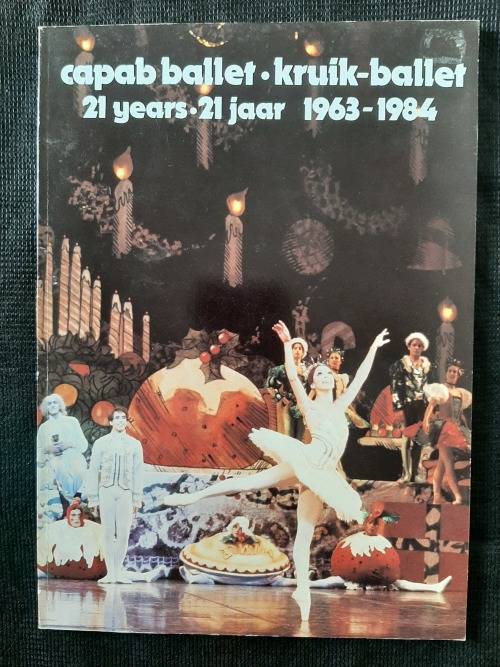 capab ballet • kruik-ballet
21 years • 21 jaar 1963-1984